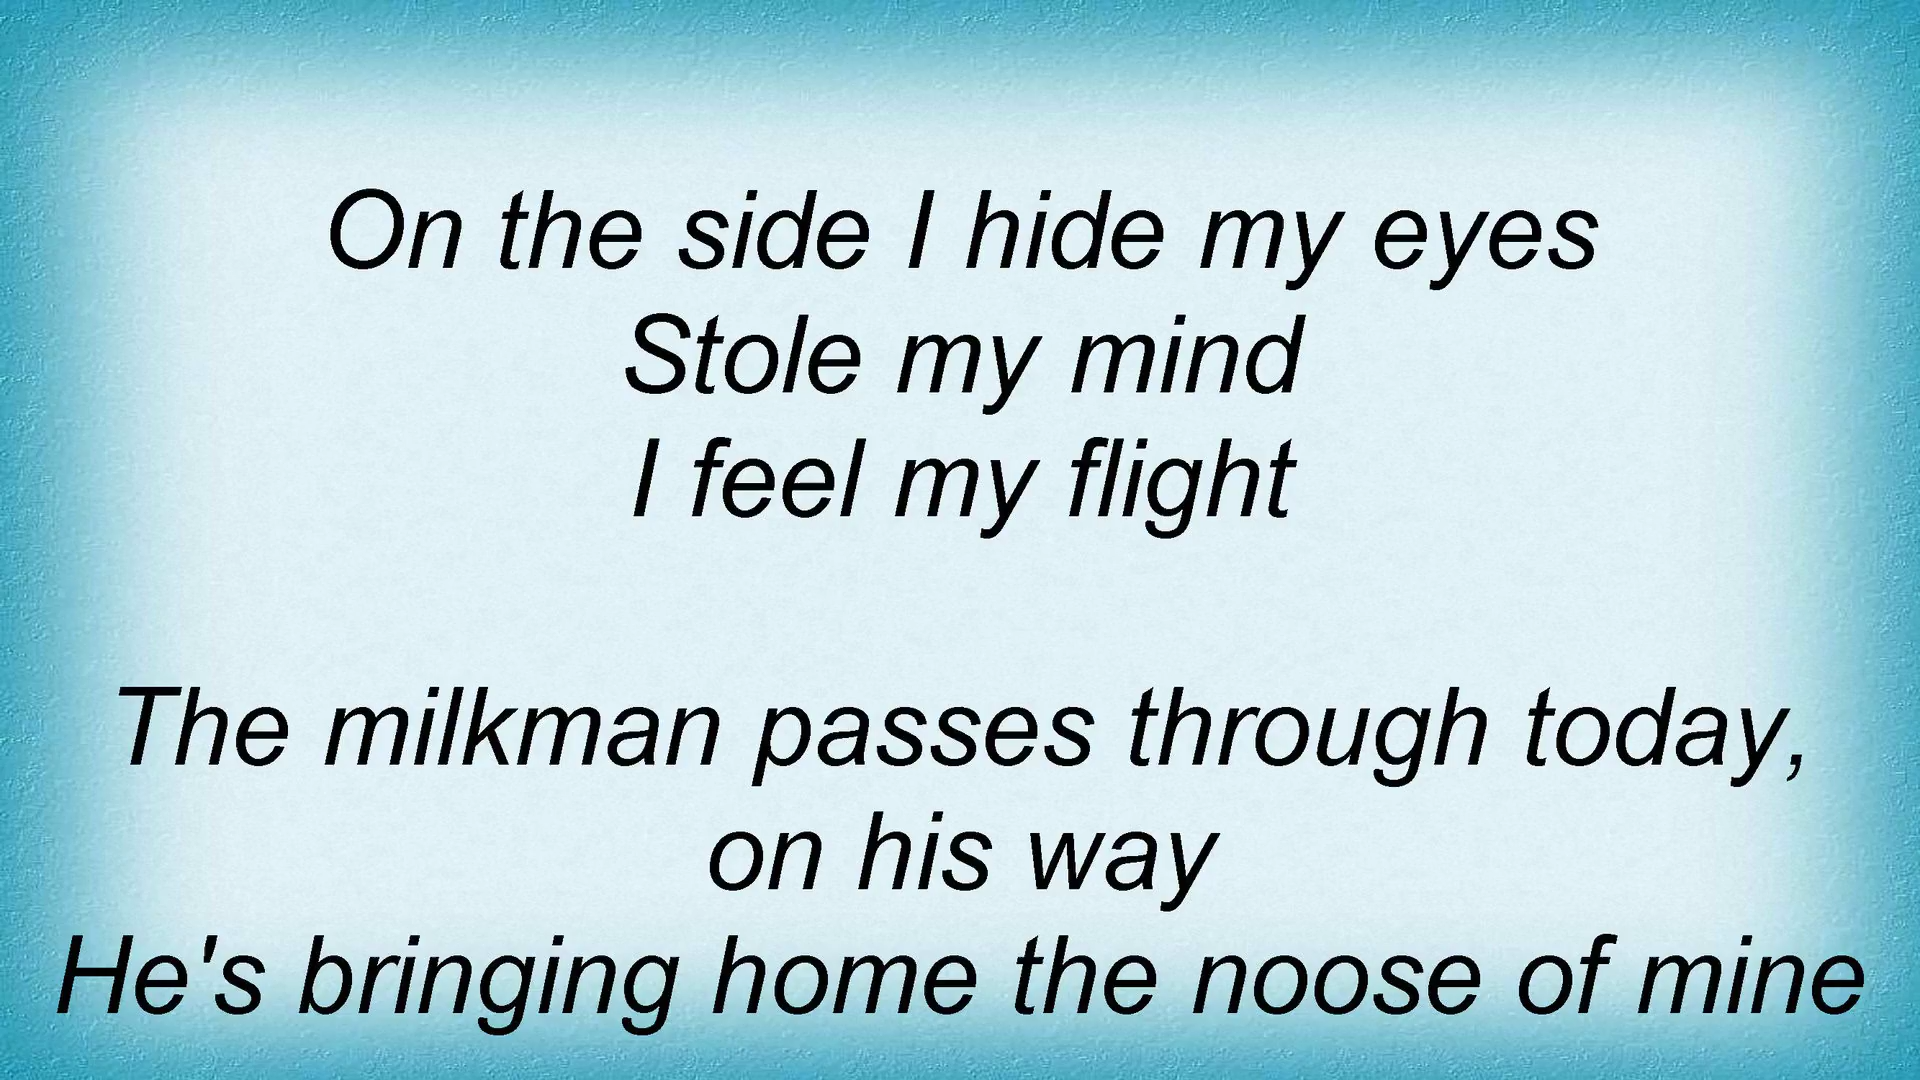 On the side I hide my eyes
Stole my mind
I feel my flight
The milkman passes through today,
on his way
He's bringing home the noose of mine